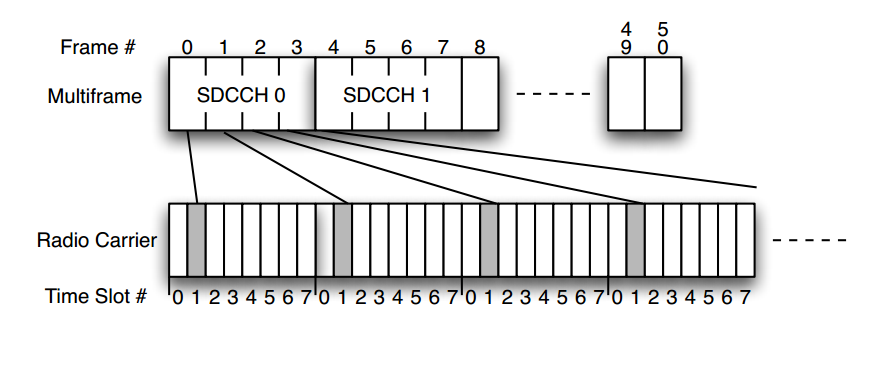 4 5
Frame # 0 1 2 3 4 5 6 7 8 9 0
Multiframe SDCCH 0 SDCCH 1
Radio Carrier
Time Slot # 0 1 2 3 4 5 6 7 0 1 2 3 4 5 6 7 0 1 2 3 4 5 6 7 0 1 2 3 4 5 6 7